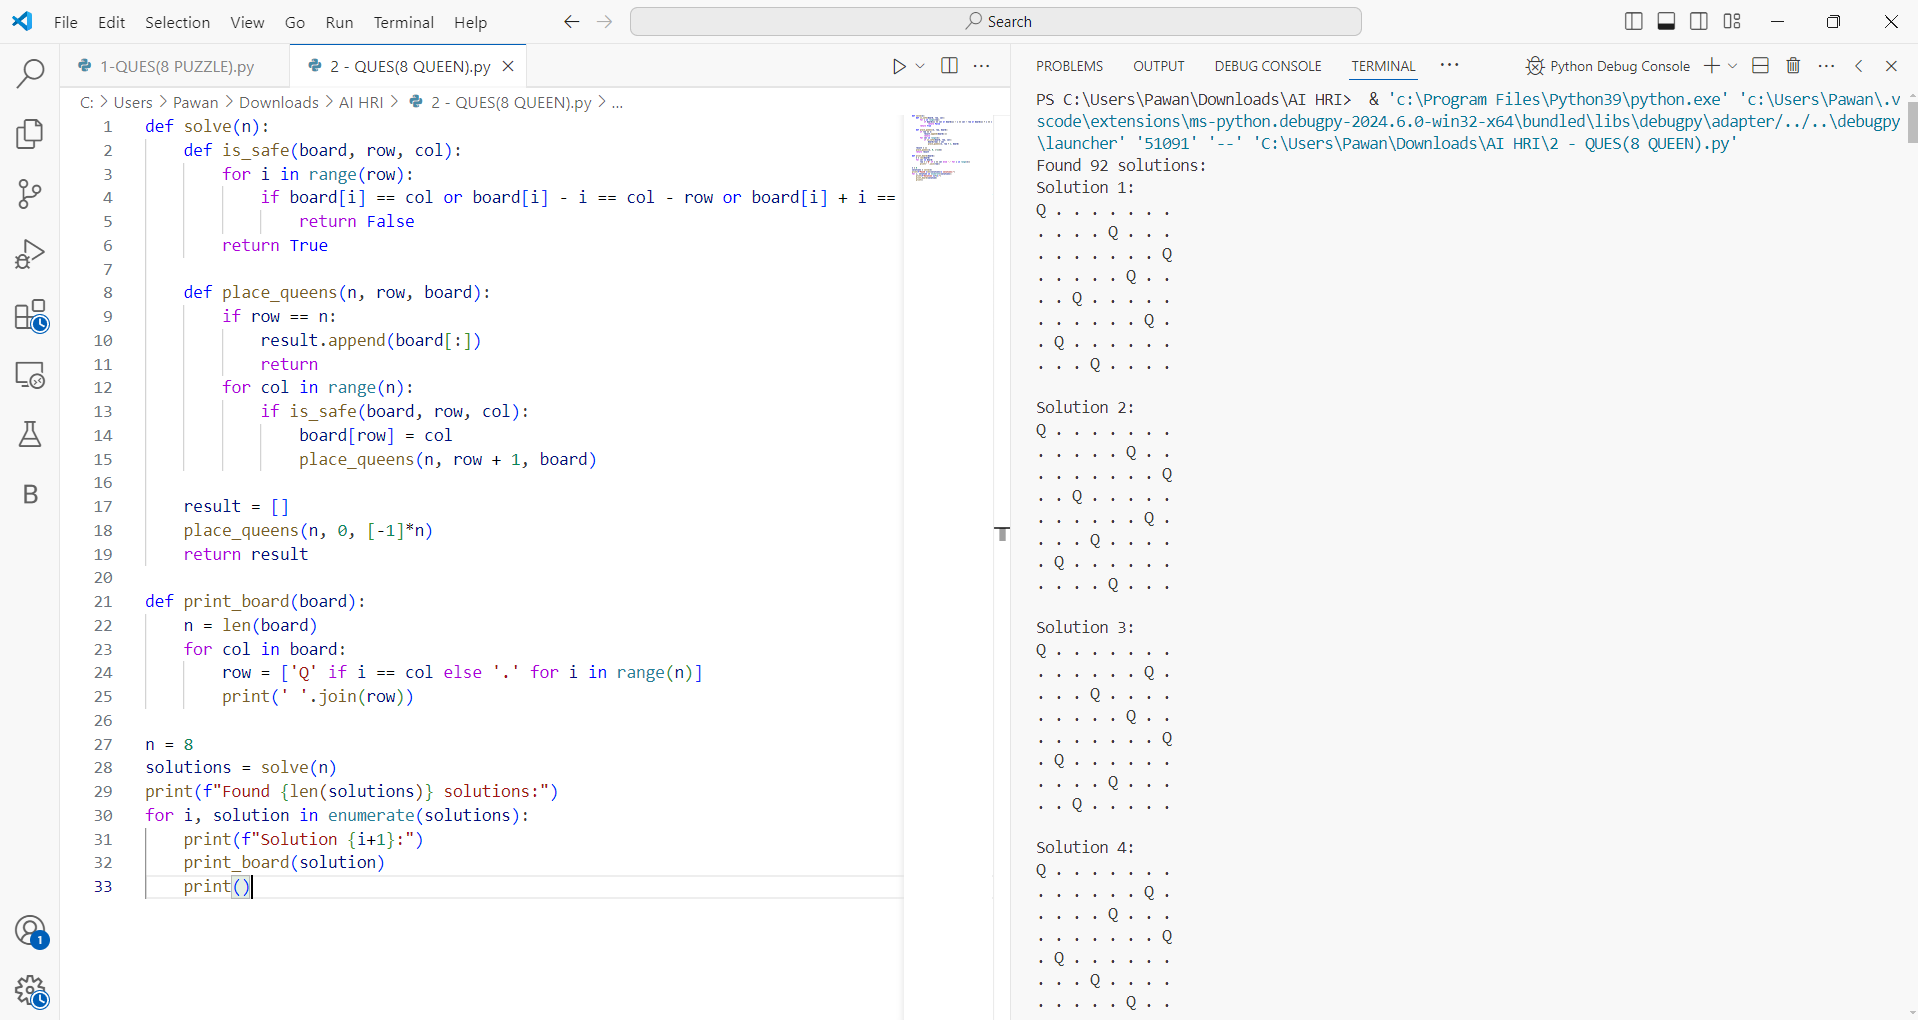 File Edit Selection View Go Run Terminal Help
Search
1-QUES(8 PUZZLE).py
2 - QUES(8 QUEEN).py
C: > Users > Pawan > Downloads > AI HRI > 2 - QUES(8 QUEEN).py > ...
1 def solve(n):
2     def is_safe(board, row, col):
3         for i in range(row):
4             if board[i] == col or board[i] - i == col - row or board[i] + i ==
5                 return False
6         return True
7
8     def place_queens(n, row, board):
9         if row == n:
10             result.append(board[:])
11             return
12         for col in range(n):
13             if is_safe(board, row, col):
14                 board[row] = col
15                 place_queens(n, row + 1, board)
16
17     result = []
18     place_queens(n, 0, [-1]*n)
19     return result
20
21 def print_board(board):
22     n = len(board)
23     for col in board:
24         row = ['Q' if i == col else '.' for i in range(n)]
25         print(' '.join(row))
26
27 n = 8
28 solutions = solve(n)
29 print(f"Found {len(solutions)} solutions:")
30 for i, solution in enumerate(solutions):
31     print(f"Solution {i+1}:")
32     print_board(solution)
33     print()
B
1
PROBLEMS OUTPUT DEBUG CONSOLE TERMINAL ··· Python Debug Console
PS C:\Users\Pawan\Downloads\AI HRI>  & 'c:\Program Files\Python39\python.exe' 'c:\Users\Pawan\.v
scode\extensions\ms-python.debugpy-2024.6.0-win32-x64\bundled\libs\debugpy\adapter/../..\debugpy
\launcher' '51091' '--' 'C:\Users\Pawan\Downloads\AI HRI\2 - QUES(8 QUEEN).py'
Found 92 solutions:
Solution 1:
Q . . . . . . .
. . . . Q . . .
. . . . . . . Q
. . . . . Q . .
. . Q . . . . .
. . . . . . Q .
. Q . . . . . .
. . . Q . . . .
Solution 2:
Q . . . . . . .
. . . . . Q . .
. . . . . . . Q
. . Q . . . . .
. . . . . . Q .
. . . Q . . . .
. Q . . . . . .
. . . . Q . . .
Solution 3:
Q . . . . . . .
. . . . . . Q .
. . . Q . . . .
. . . . . Q . .
. . . . . . . Q
. Q . . . . . .
. . . . Q . . .
. . Q . . . . .
Solution 4:
Q . . . . . . .
. . . . . . Q .
. . . . Q . . .
. . . . . . . Q
. Q . . . . . .
. . . Q . . . .
. . . . . Q . .